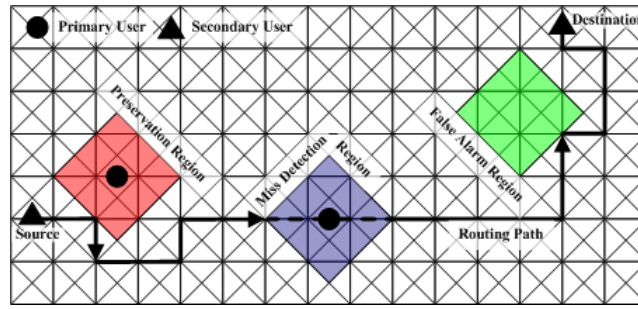 Primary User
Secondary User
Destination
Preservation Region
Miss Detection
Region
False Alarm Region
Source
Routing Path